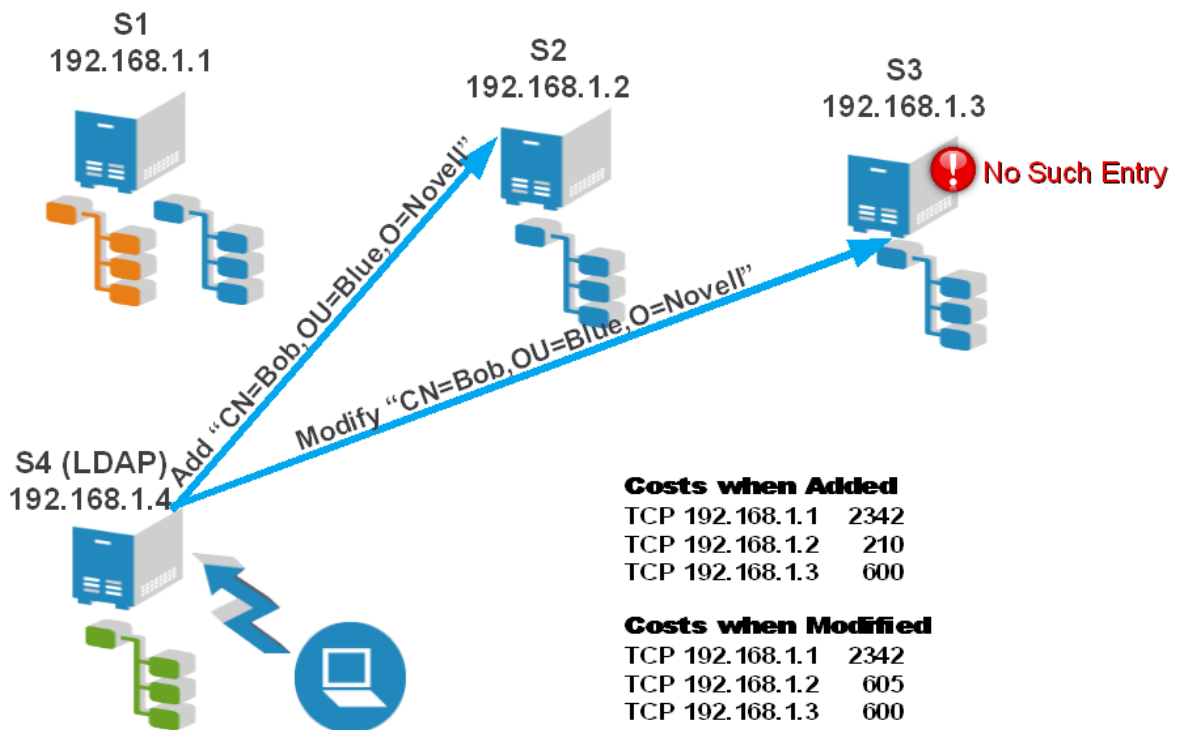 S1
192.168.1.1
S2
192.168.1.2
S3
192.168.1.3
No Such Entry
Add “CN=Bob,OU=Blue,O=Novell”
Modify “CN=Bob,OU=Blue,O=Novell”
S4 (LDAP)
192.168.1.4
Costs when Added
TCP 192.168.1.1 2342
TCP 192.168.1.2 210
TCP 192.168.1.3 600
Costs when Modified
TCP 192.168.1.1 2342
TCP 192.168.1.2 605
TCP 192.168.1.3 600